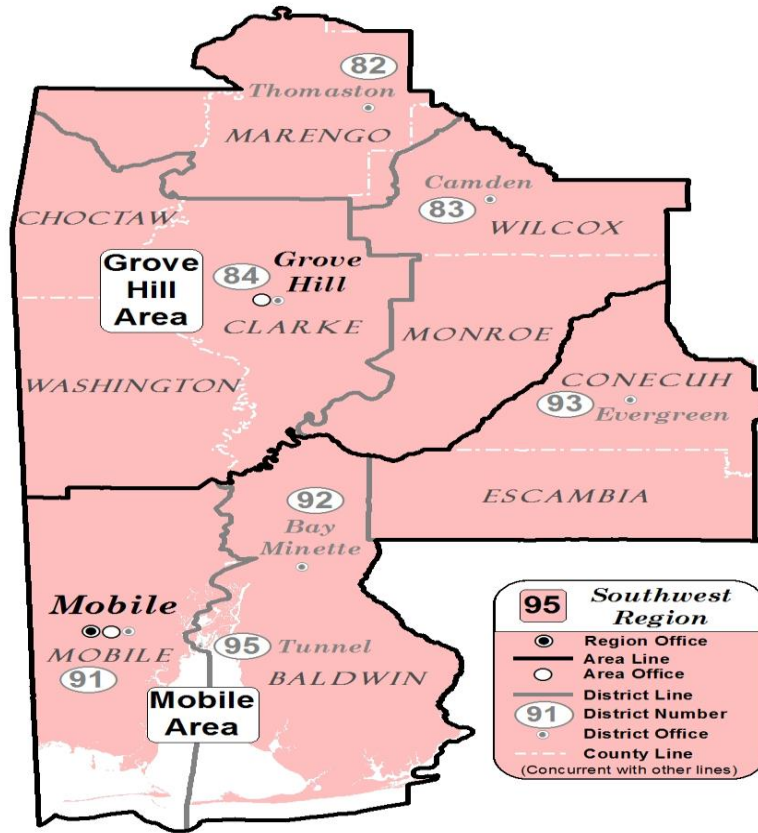 82
Thomaston
MARENGO
Camden
83
WILCOX
CHOCTAW
84
Grove
Hill
Grove
Hill
Area
CLARKE
MONROE
WASHINGTON
CONECUH
93
Evergreen
92
Bay
Minette
ESCAMBIA
Mobile
MOBILE
91
95
Tunnel
BALDWIN
Mobile
Area
95
Southwest
Region
Region Office
Area Line
Area Office
District Line
91
District Number
District Office
County Line
(Concurrent with other lines)